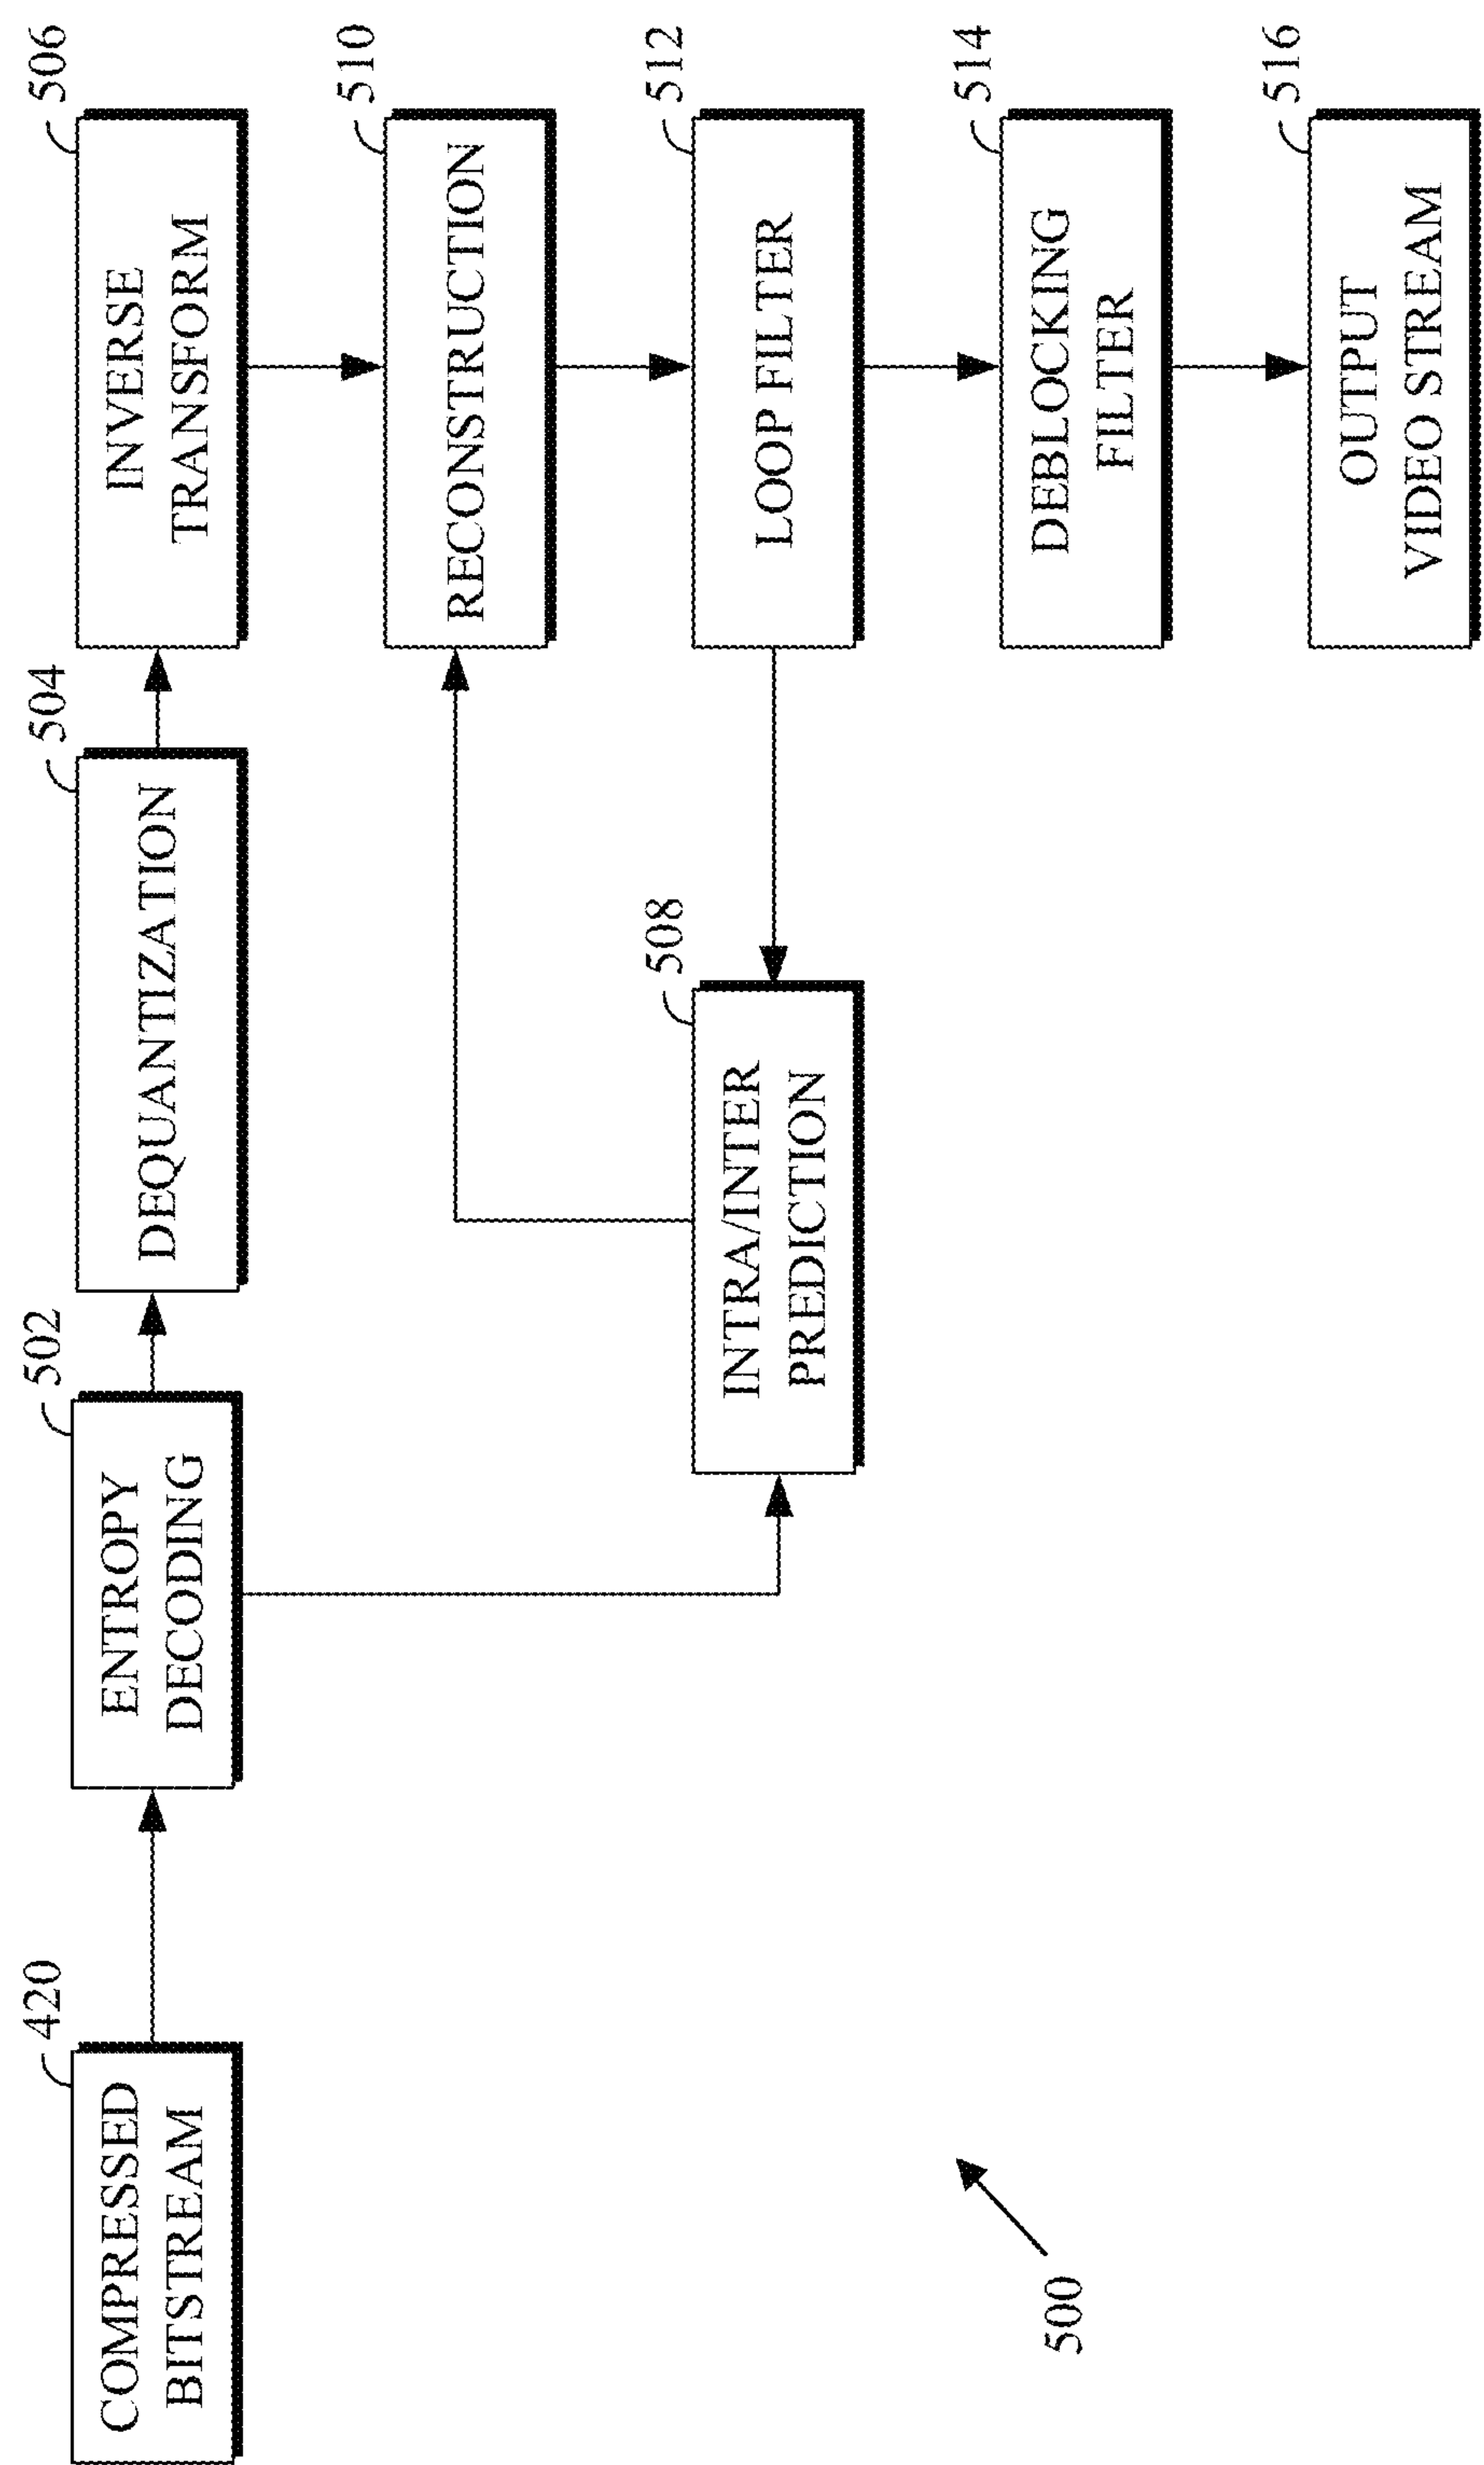 420
COMPRESSED
BITSTREAM
502
ENTROPY
DECODING
504
DEQUANTIZATION
506
INVERSE
TRANSFORM
510
RECONSTRUCTION
508
INTRA/INTER
PREDICTION
512
LOOP FILTER
514
DEBLOCKING
FILTER
516
OUTPUT
VIDEO STREAM
500